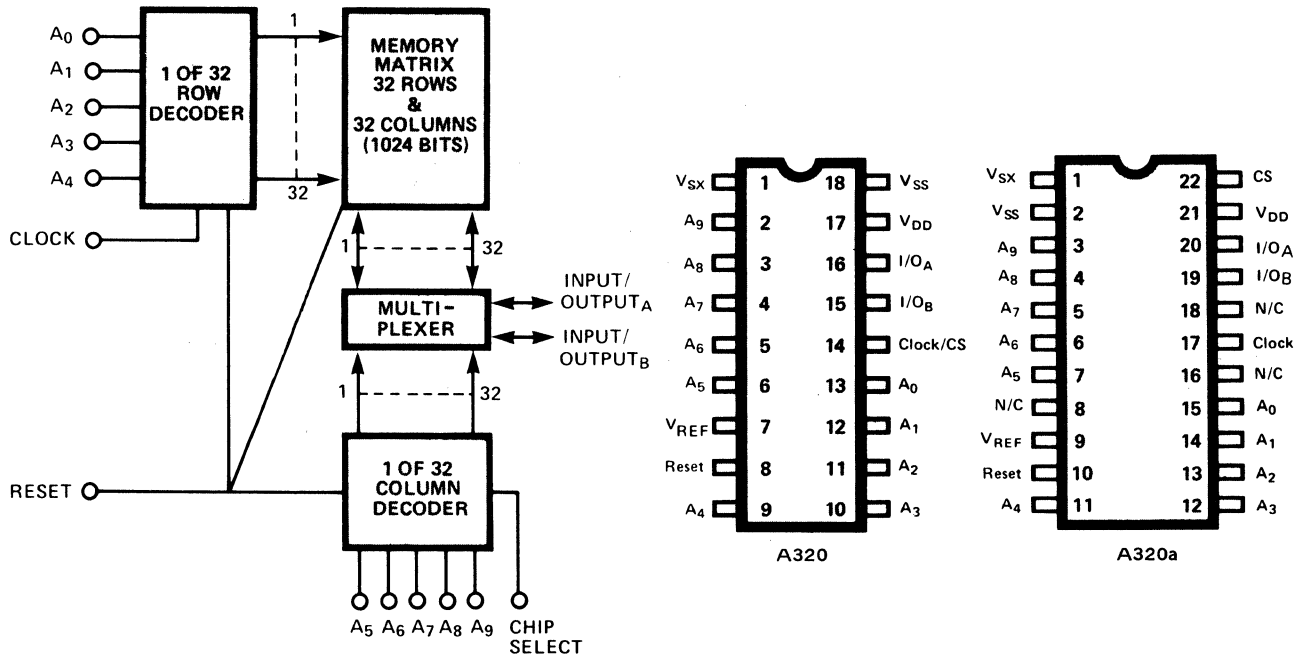 A0
A1
A2
A3
A4
CLOCK
1 OF 32
ROW
DECODER
1
32
MEMORY
MATRIX
32 ROWS
&
32 COLUMNS
(1024 BITS)
1
32
MULTI-
PLEXER
INPUT/
OUTPUTA
INPUT/
OUTPUTB
1
32
RESET
1 OF 32
COLUMN
DECODER
A5 A6 A7 A8 A9
CHIP
SELECT
VSX 1 18 VSS
A9 2 17 VDD
A8 3 16 I/OA
A7 4 15 I/OB
A6 5 14 Clock/CS
A5 6 13 A0
VREF 7 12 A1
Reset 8 11 A2
A4 9 10 A3
A320
VSX 1 22 CS
VSS 2 21 VDD
A9 3 20 I/OA
A8 4 19 I/OB
A7 5 18 N/C
A6 6 17 Clock
A5 7 16 N/C
N/C 8 15 A0
VREF 9 14 A1
Reset 10 13 A2
A4 11 12 A3
A320a